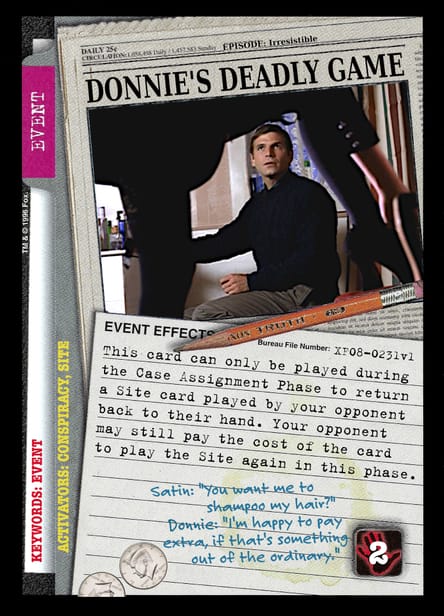 DAILY 25¢
EPISODE: Irresistible
DONNIE'S DEADLY GAME
EVENT
TM & © 1996 Fox.
KEYWORDS: EVENT
ACTIVATORS: CONSPIRACY, SITE
EVENT EFFECTS
Bureau File Number: XF08-0231v1
This card can only be played during
the Case Assignment Phase to return
a Site card played by your opponent
back to their hand. Your opponent
may still pay the cost of the card
to play the Site again in this phase.
Satin: "You want me to
shampoo my hair?"
Donnie: "I'm happy to pay
extra, if that's something
out of the ordinary."
2